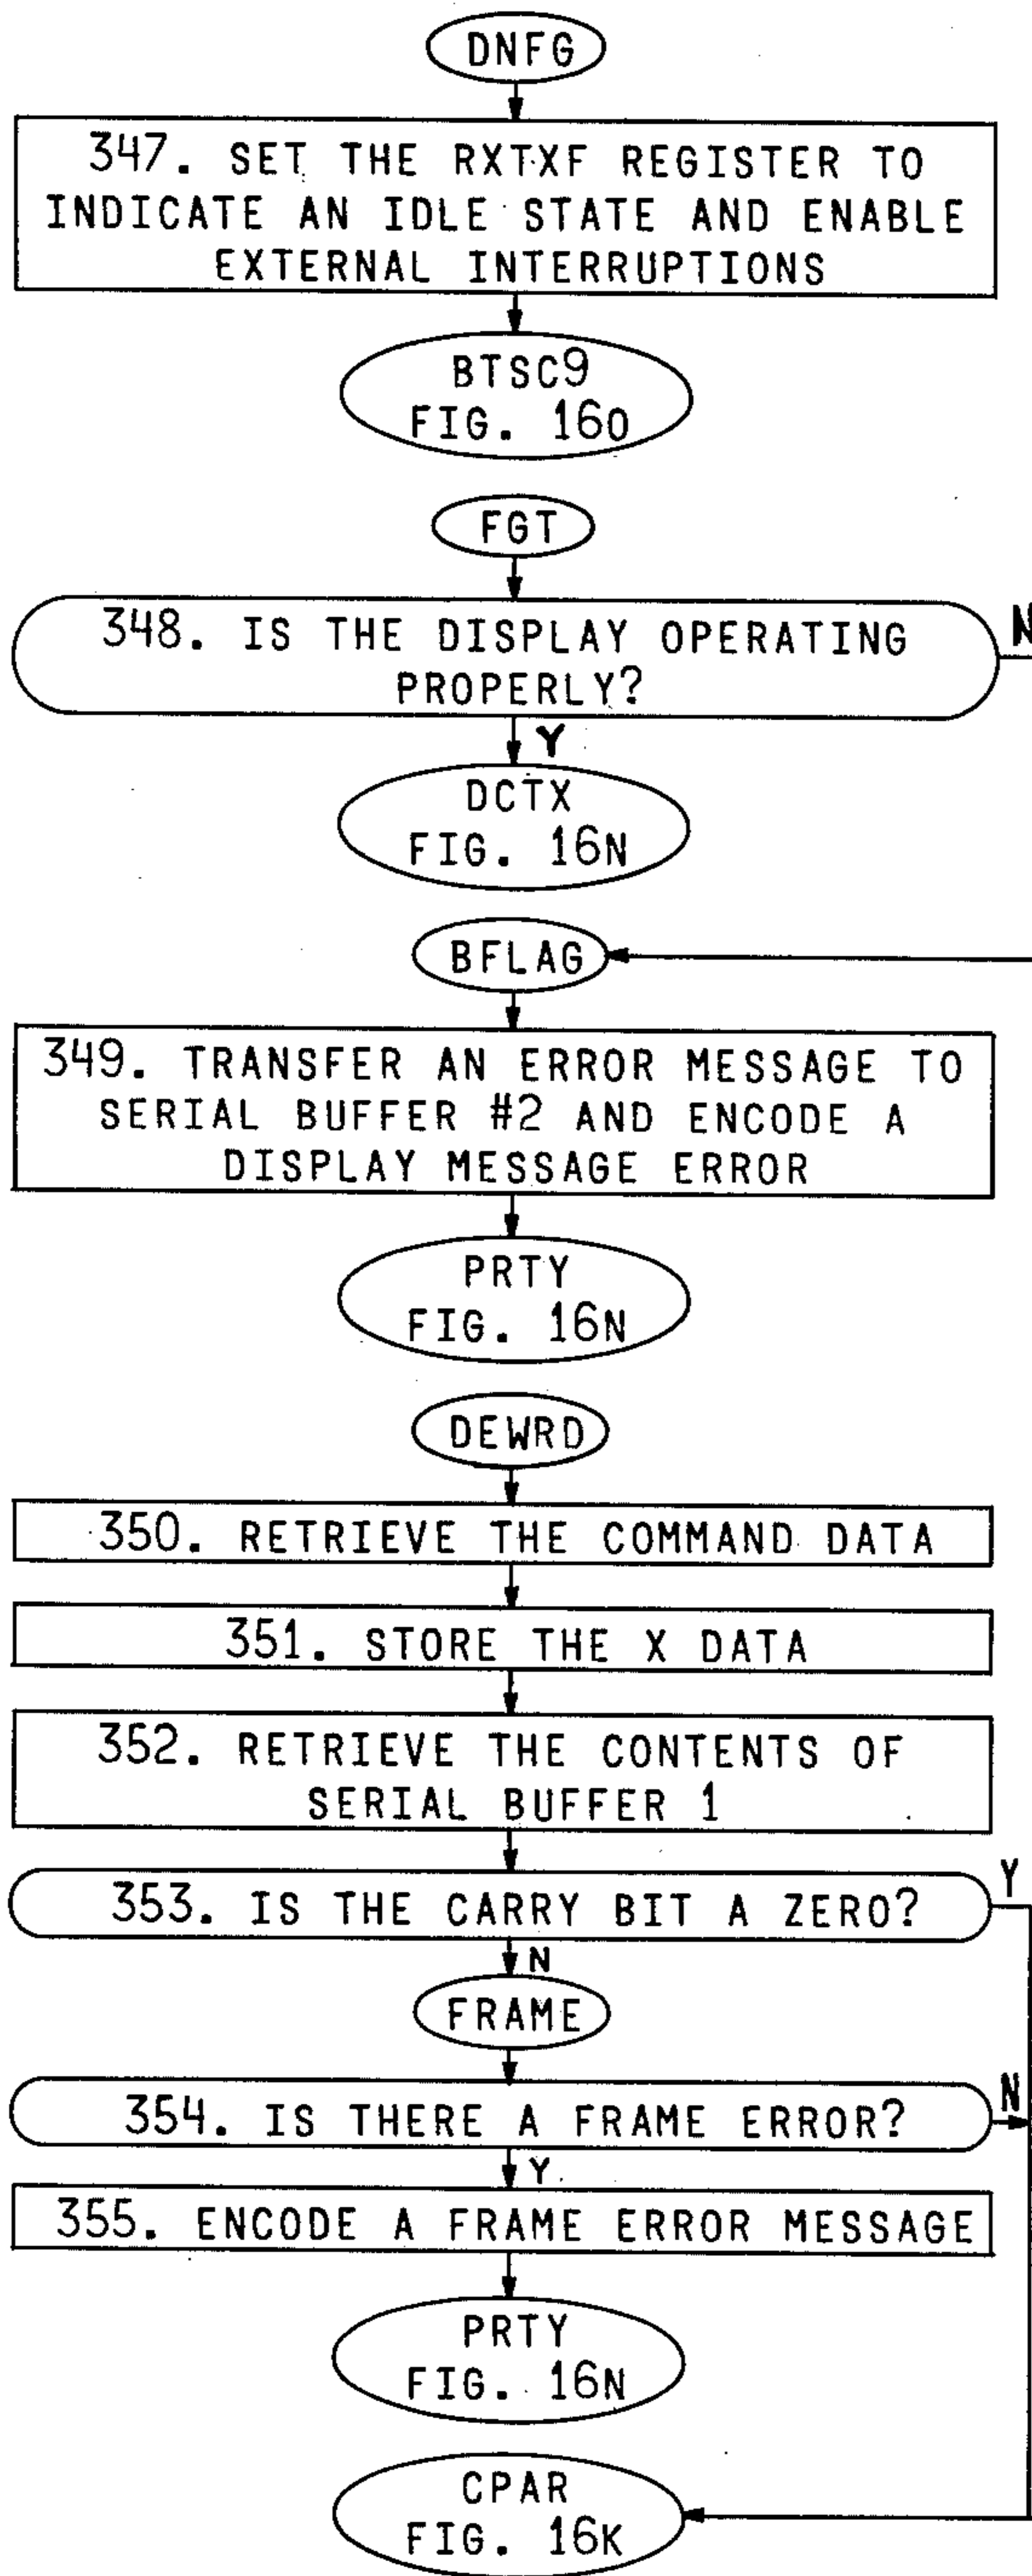 DNFG
347. SET THE RXTXF REGISTER TO
INDICATE AN IDLE STATE AND ENABLE
EXTERNAL INTERRUPTIONS
BTSC9
FIG. 16O
FGT
348. IS THE DISPLAY OPERATING
PROPERLY?
N
Y
DCTX
FIG. 16N
BFLAG
349. TRANSFER AN ERROR MESSAGE TO
SERIAL BUFFER #2 AND ENCODE A
DISPLAY MESSAGE ERROR
PRTY
FIG. 16N
DEWRD
350. RETRIEVE THE COMMAND DATA
351. STORE THE X DATA
352. RETRIEVE THE CONTENTS OF
SERIAL BUFFER 1
353. IS THE CARRY BIT A ZERO?
Y
N
FRAME
354. IS THERE A FRAME ERROR?
N
Y
355. ENCODE A FRAME ERROR MESSAGE
PRTY
FIG. 16N
CPAR
FIG. 16K